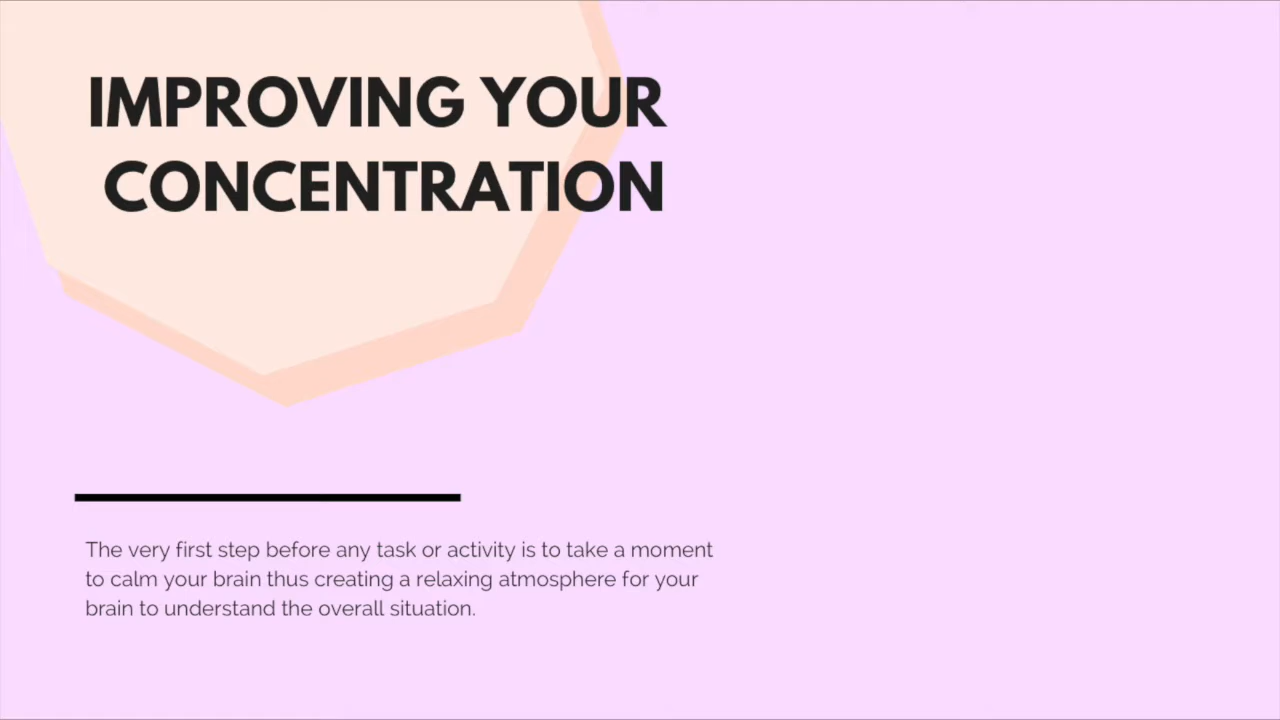 IMPROVING YOUR
CONCENTRATION
The very first step before any task or activity is to take a moment
to calm your brain thus creating a relaxing atmosphere for your
brain to understand the overall situation.